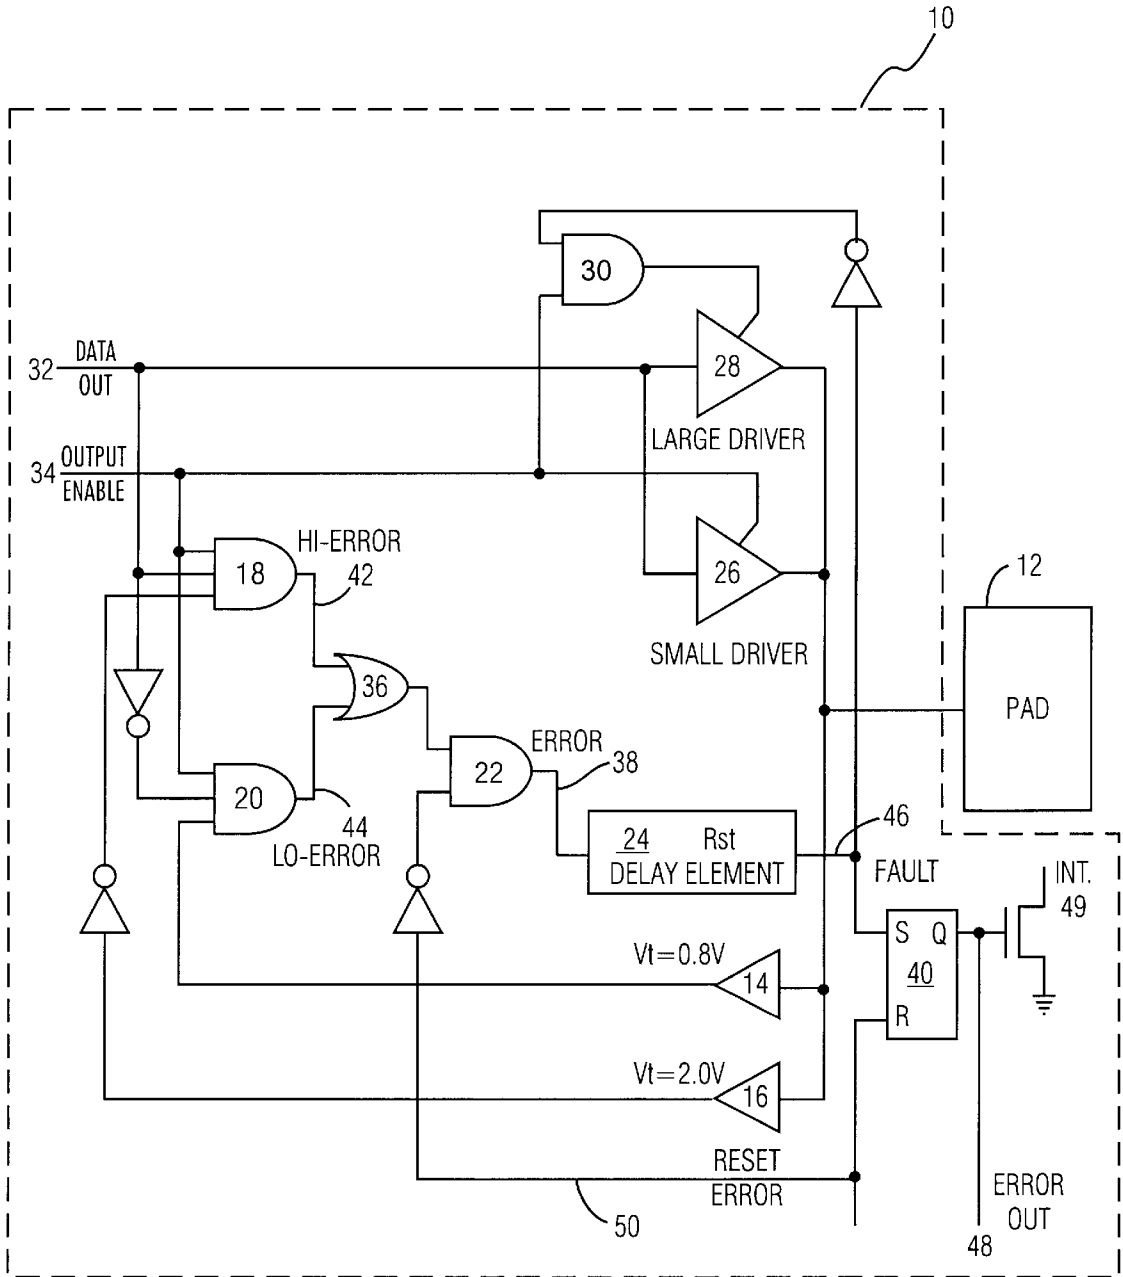 10
30
32 DATA OUT
28
LARGE DRIVER
34 OUTPUT ENABLE
HI-ERROR
18
42
26
12
SMALL DRIVER
36
PAD
ERROR
38
22
20
44
LO-ERROR
24 Rst
DELAY ELEMENT
46
FAULT
INT.
49
S Q
40
R
Vt=0.8V
14
Vt=2.0V
16
RESET
ERROR
50
ERROR
OUT
48